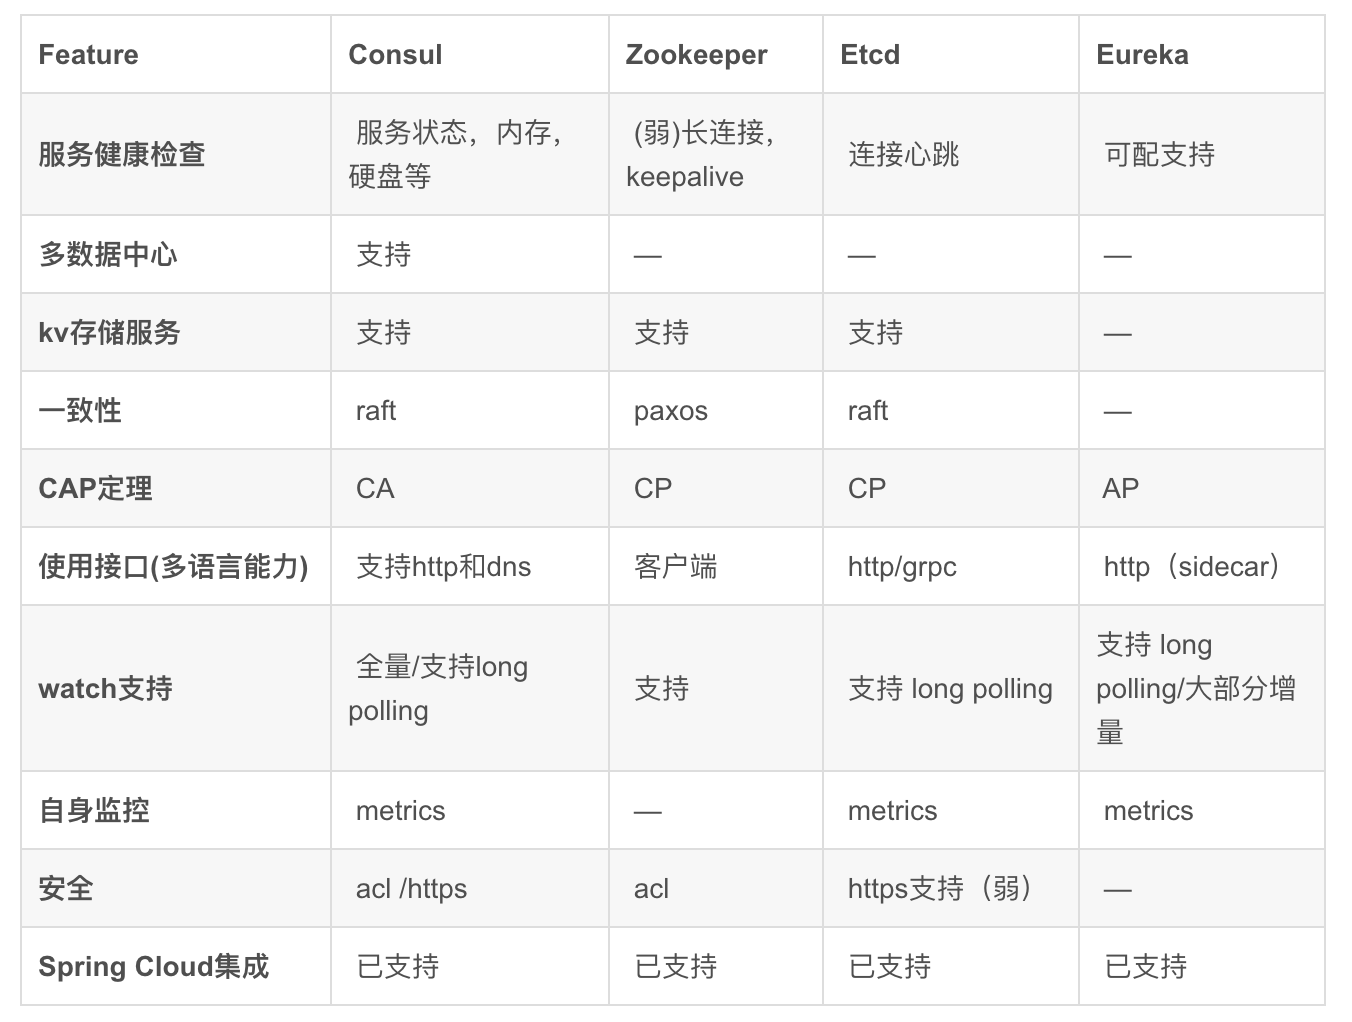 Feature Consul Zookeeper Etcd Eureka
服务健康检查 服务状态，内存，硬盘等 (弱)长连接，keepalive 连接心跳 可配支持
多数据中心 支持 — — —
kv存储服务 支持 支持 支持 —
一致性 raft paxos raft —
CAP定理 CA CP CP AP
使用接口(多语言能力) 支持http和dns 客户端 http/grpc http（sidecar）
watch支持 全量/支持long polling 支持 支持 long polling 支持 long polling/大部分增量
自身监控 metrics — metrics metrics
安全 acl /https acl https支持（弱） —
Spring Cloud集成 已支持 已支持 已支持 已支持